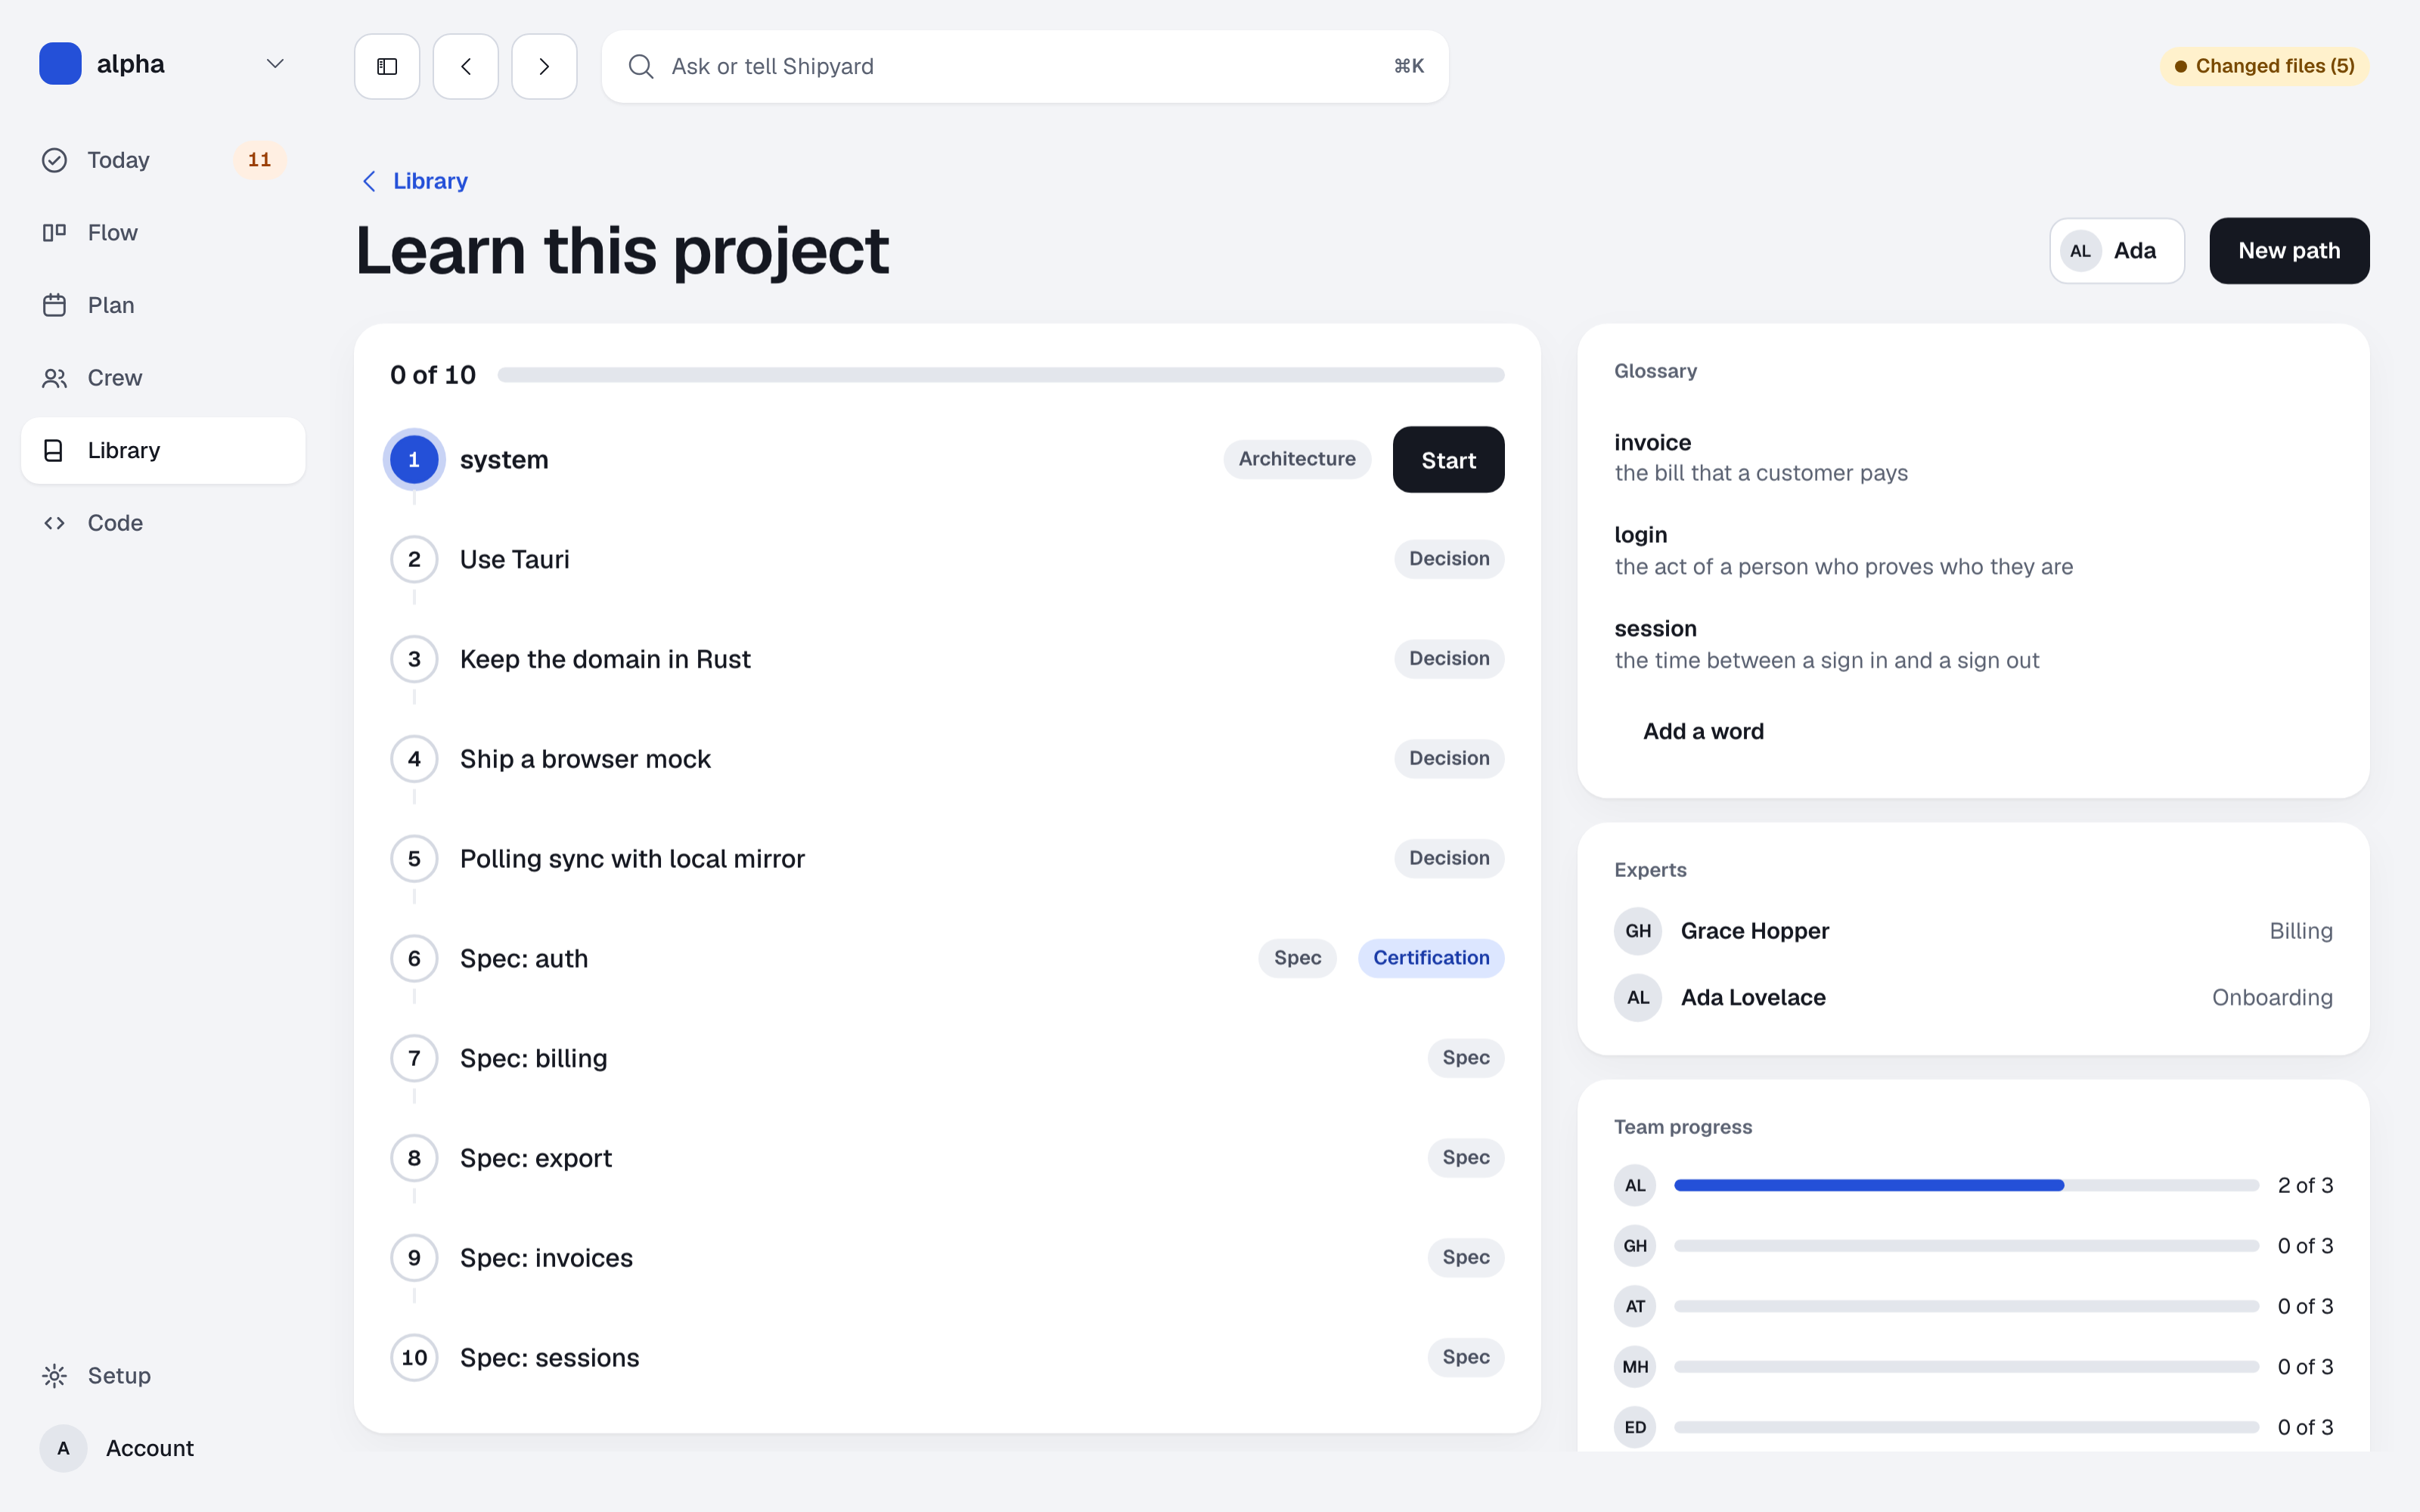 alpha
Ask or tell Shipyard
⌘K
Changed files (5)
Today
11
Flow
Plan
Crew
Library
Code
Setup
A
Account
Library
Learn this project
AL
Ada
New path
0 of 10
1
system
Architecture
Start
2
Use Tauri
Decision
3
Keep the domain in Rust
Decision
4
Ship a browser mock
Decision
5
Polling sync with local mirror
Decision
6
Spec: auth
Spec
Certification
7
Spec: billing
Spec
8
Spec: export
Spec
9
Spec: invoices
Spec
10
Spec: sessions
Spec
Glossary
invoice
the bill that a customer pays
login
the act of a person who proves who they are
session
the time between a sign in and a sign out
Add a word
Experts
GH
Grace Hopper
Billing
AL
Ada Lovelace
Onboarding
Team progress
AL
2 of 3
GH
0 of 3
AT
0 of 3
MH
0 of 3
ED
0 of 3